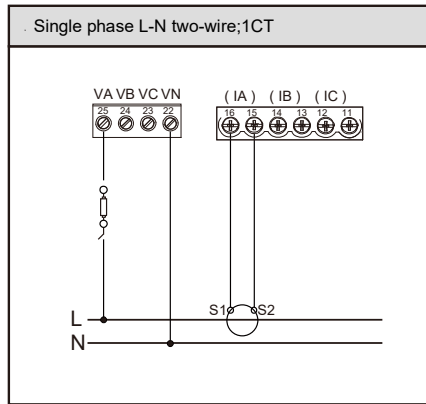 . Single phase L-N two-wire;1CT
VA VB VC VN
25 24 23 22
( IA ) ( IB ) ( IC )
16 15 14 13 12 11
S1 S2
L
N